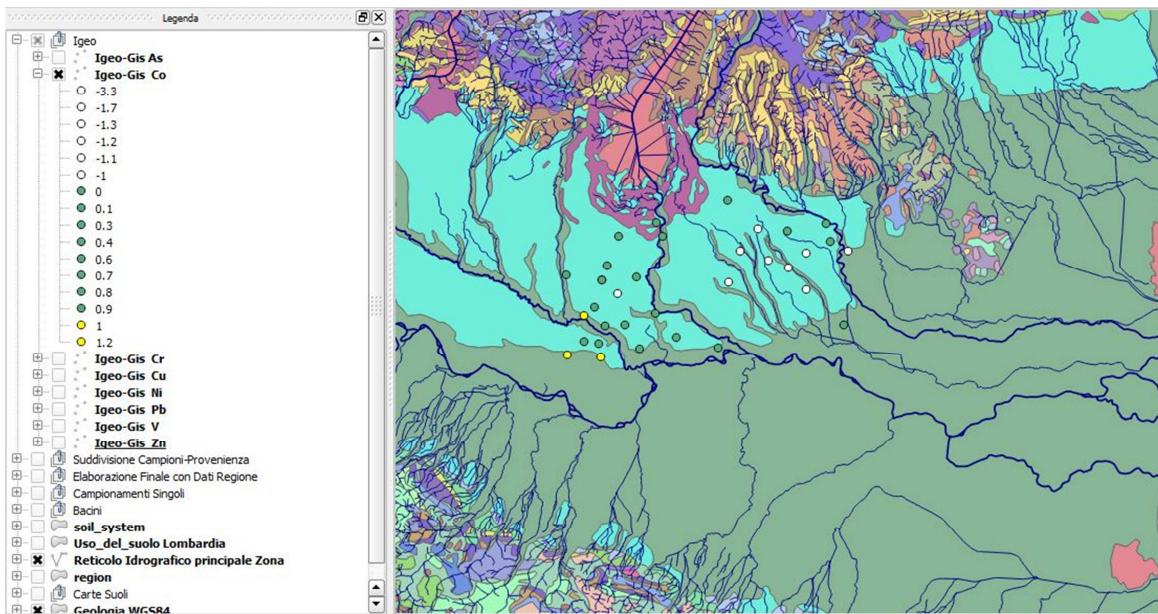 Legenda
Igeo
Igeo-Gis As
Igeo-Gis Co
-3.3
-1.7
-1.3
-1.2
-1.1
-1
0
0.1
0.3
0.4
0.6
0.7
0.8
0.9
1
1.2
Igeo-Gis Cr
Igeo-Gis Cu
Igeo-Gis Ni
Igeo-Gis Pb
Igeo-Gis V
Igeo-Gis Zn
Suddivisione Campioni-Provenienza
Elaborazione Finale con Dati Regione
Campionamenti Singoli
Bacini
soil_system
Uso_del_suolo Lombardia
Reticolo Idrografico principale Zona
region
Carte Suoli
Geologia WGS84